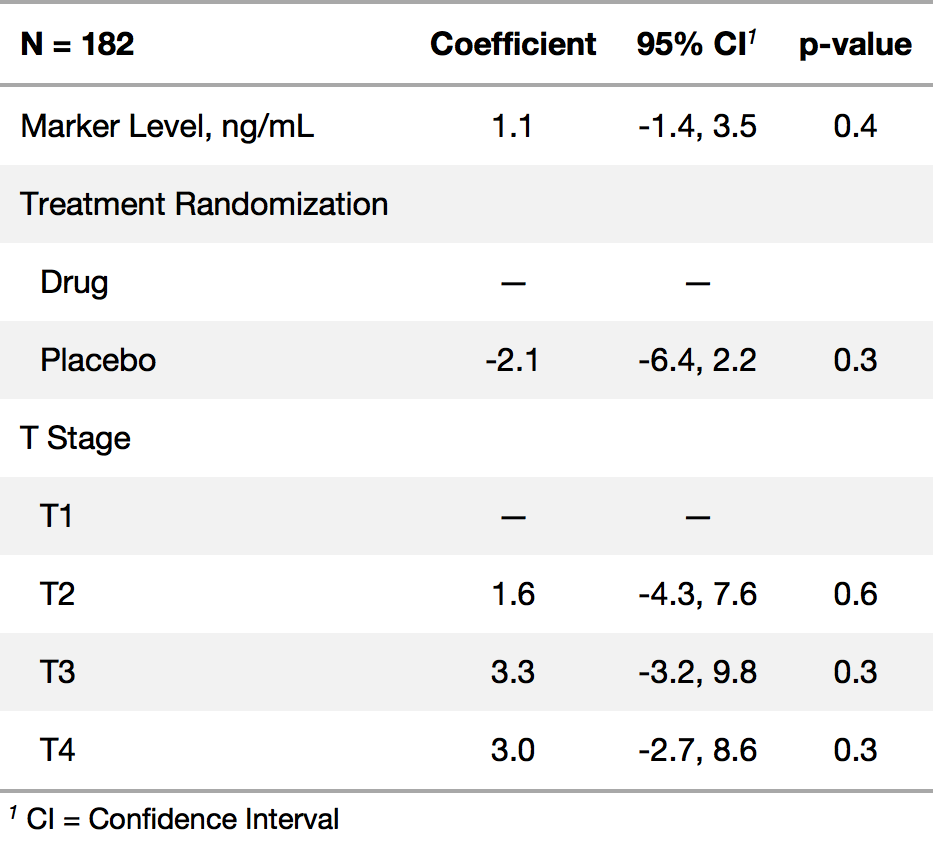 N = 182 Coefficient 95% CI¹ p-value
Marker Level, ng/mL 1.1 -1.4, 3.5 0.4
Treatment Randomization
Drug — —
Placebo -2.1 -6.4, 2.2 0.3
T Stage
T1 — —
T2 1.6 -4.3, 7.6 0.6
T3 3.3 -3.2, 9.8 0.3
T4 3.0 -2.7, 8.6 0.3
¹ CI = Confidence Interval